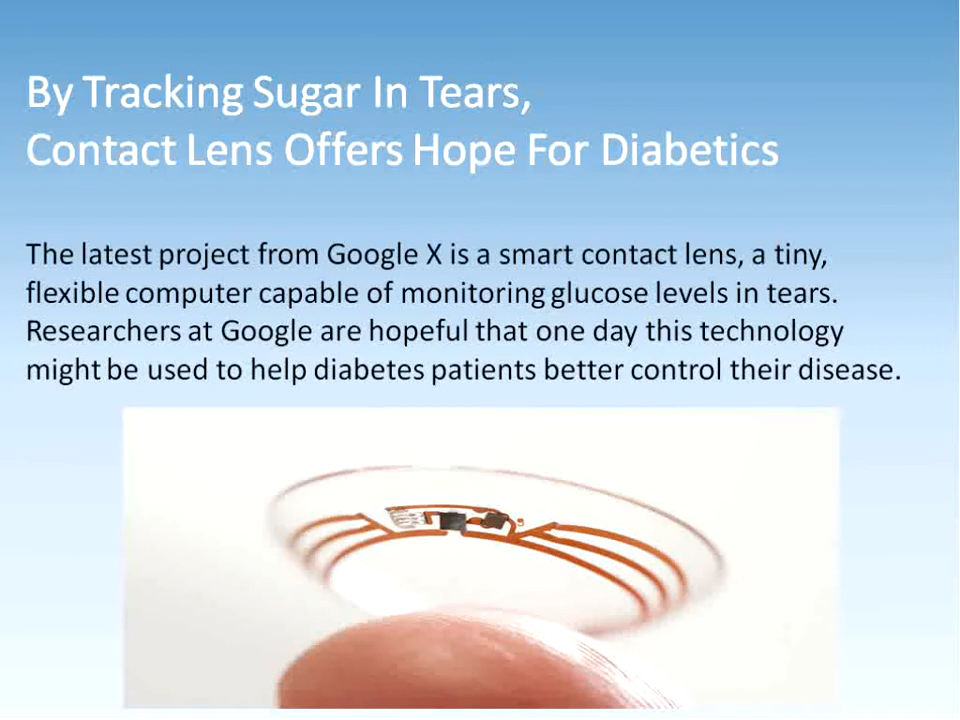 By Tracking Sugar In Tears,
Contact Lens Offers Hope For Diabetics
The latest project from Google X is a smart contact lens, a tiny,
flexible computer capable of monitoring glucose levels in tears.
Researchers at Google are hopeful that one day this technology
might be used to help diabetes patients better control their disease.